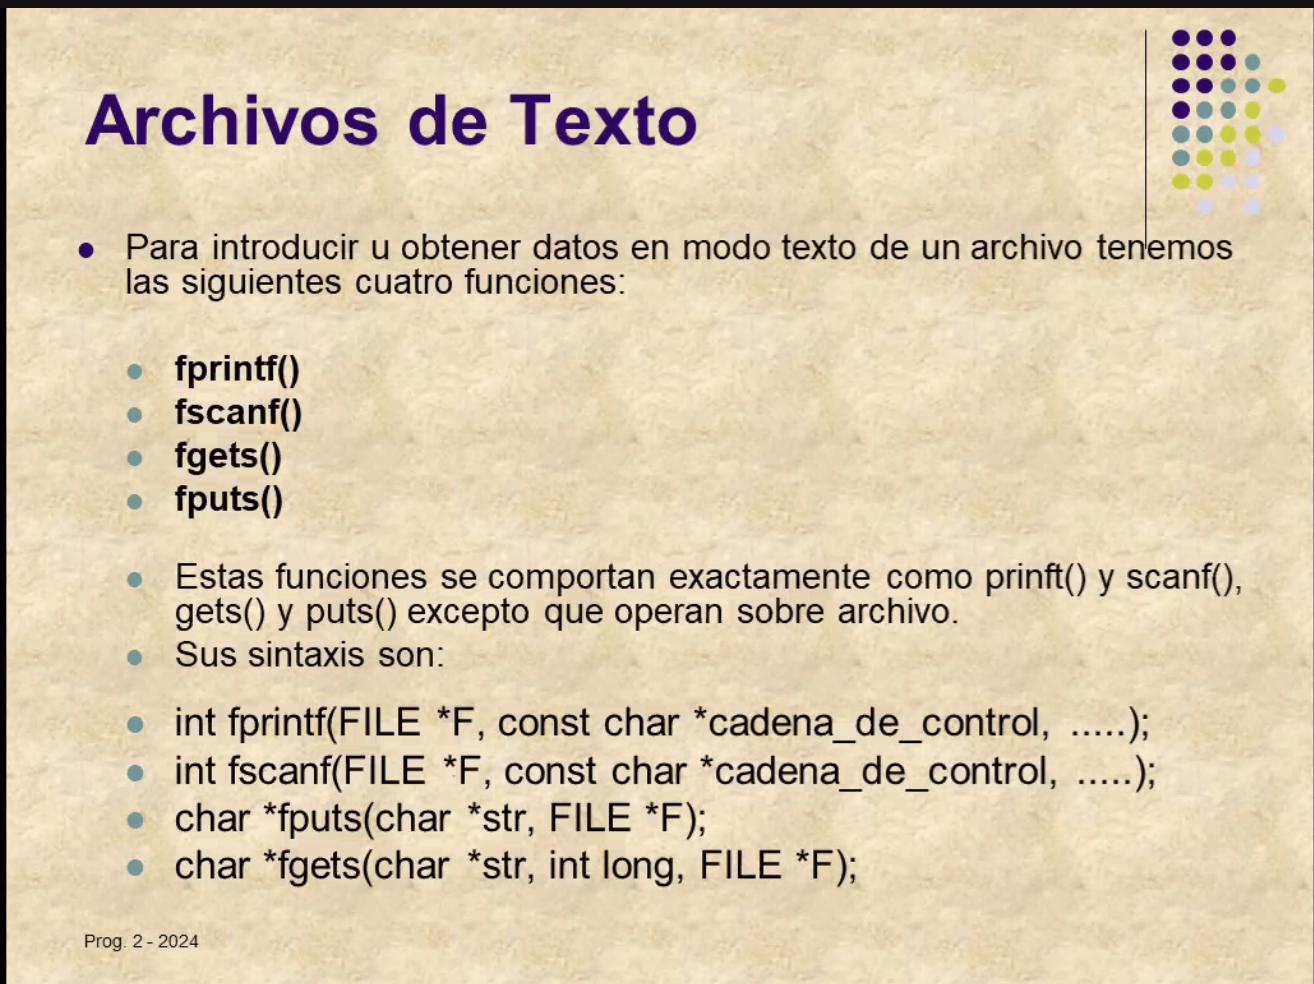 Archivos de Texto
Para introducir u obtener datos en modo texto de un archivo tenemos
las siguientes cuatro funciones:
fprintf()
fscanf()
fgets()
fputs()
Estas funciones se comportan exactamente como prinft() y scanf(),
gets() y puts() excepto que operan sobre archivo.
Sus sintaxis son:
int fprintf(FILE *F, const char *cadena_de_control, .....);
int fscanf(FILE *F, const char *cadena_de_control, .....);
char *fputs(char *str, FILE *F);
char *fgets(char *str, int long, FILE *F);
Prog. 2 - 2024